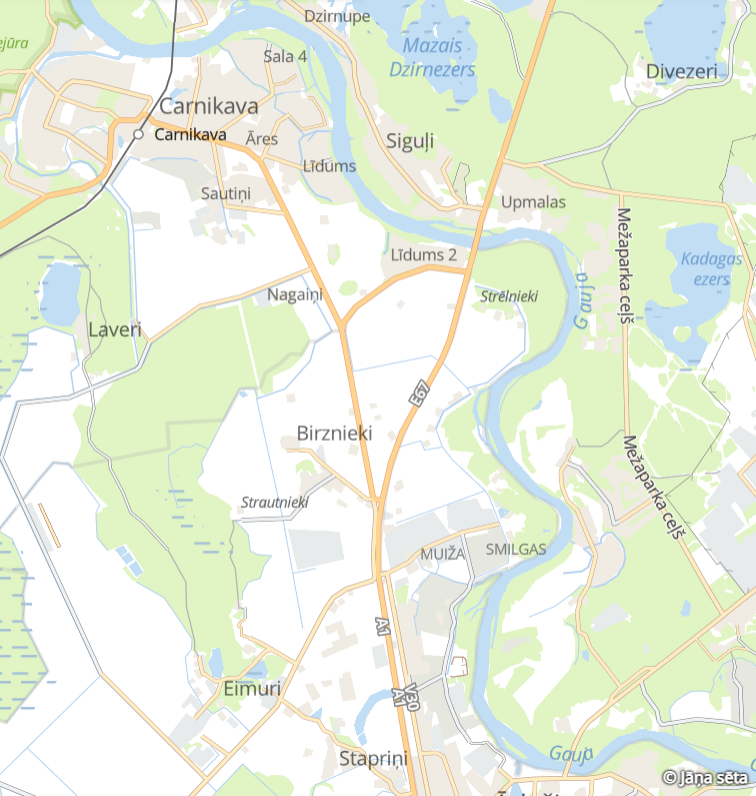 Dzirnupe
ejūra
Mazais
Dzirnezers
Sala 4
Divezeri
Carnikava
Carnikava
Āres
Siguļi
Līdums
Sautiņi
Upmalas
Mežaparka ceļš
Līdums 2
Kadagas
ezers
Gauja
Nagaiņi
Strēlnieki
Laveri
E67
Birznieki
Mežaparka ceļš
Strautnieki
MUIŽA
SMILGAS
A1
Eimuri
V30
A1
Stapriņi
Gauja
© Jāņa sēta